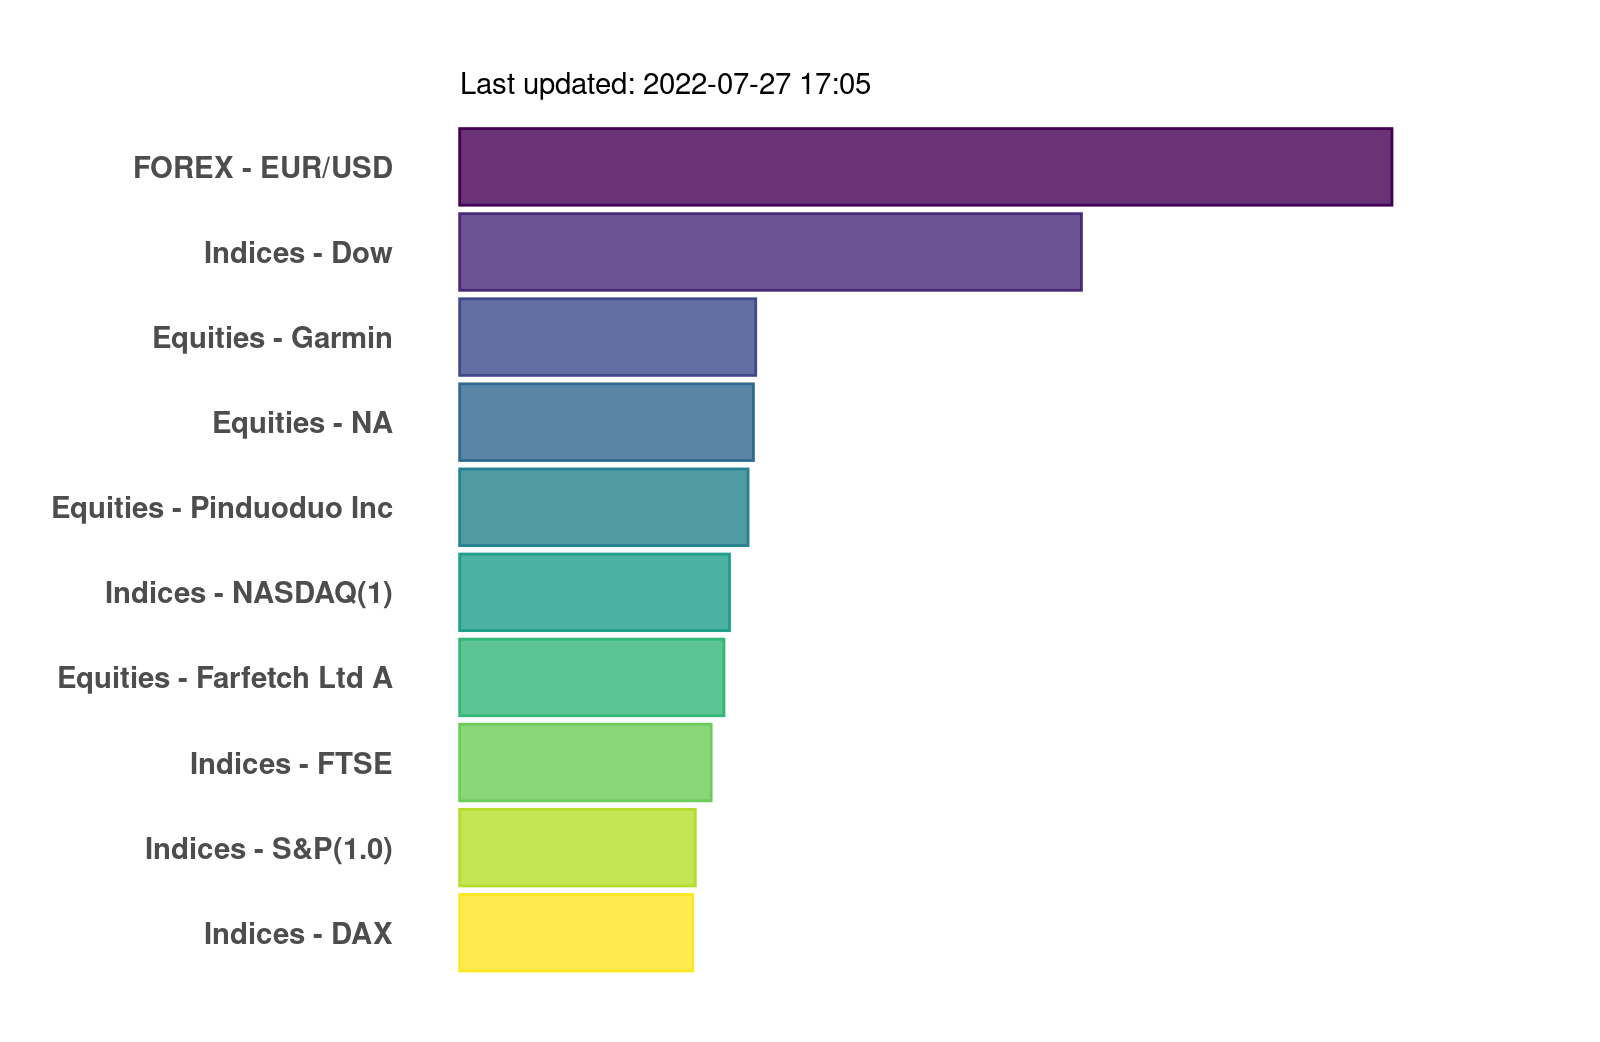 Last updated: 2022-07-27 17:05
FOREX - EUR/USD
Indices - Dow
Equities - Garmin
Equities - NA
Equities - Pinduoduo Inc
Indices - NASDAQ(1)
Equities - Farfetch Ltd A
Indices - FTSE
Indices - S&P(1.0)
Indices - DAX